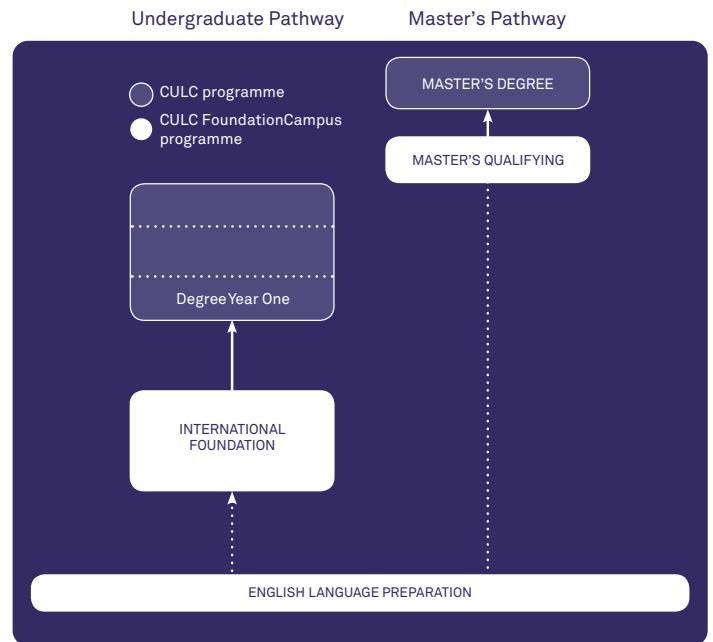 Undergraduate Pathway
Master's Pathway
CULC programme
CULC FoundationCampus
programme
MASTER'S DEGREE
MASTER'S QUALIFYING
Degree Year One
INTERNATIONAL
FOUNDATION
ENGLISH LANGUAGE PREPARATION